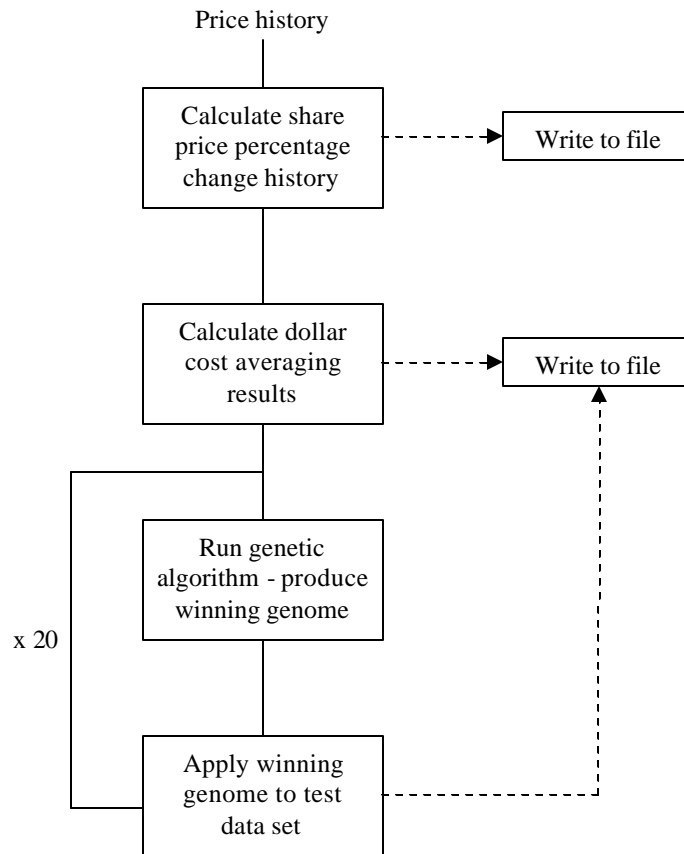 Price history
Calculate share
price percentage
change history
Write to file
Calculate dollar
cost averaging
results
Write to file
Run genetic
algorithm - produce
winning genome
x 20
Apply winning
genome to test
data set